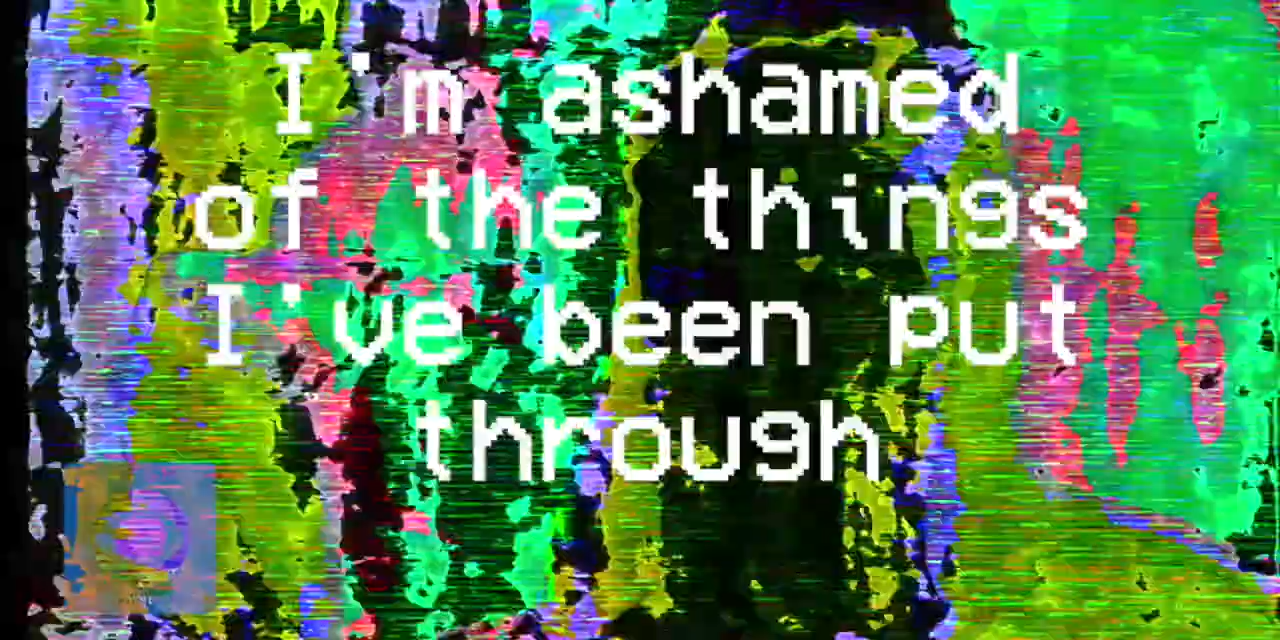 I'm ashamed
of the things
I've been put
through